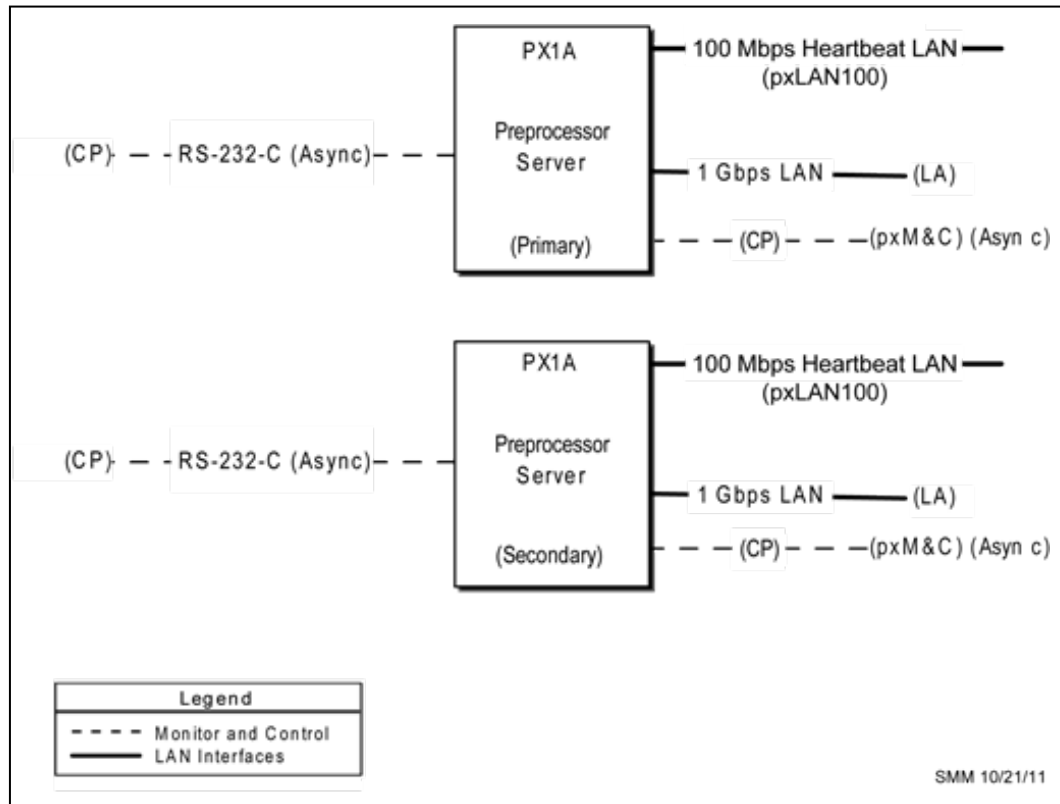 PX1A
100 Mbps Heartbeat LAN
(pxLAN100)
Preprocessor
Server
(CP)
RS-232-C (Async)
1 Gbps LAN
(LA)
(Primary)
(CP)
(pxM&C) (Async)
PX1A
100 Mbps Heartbeat LAN
(pxLAN100)
Preprocessor
Server
(CP)
RS-232-C (Async)
1 Gbps LAN
(LA)
(Secondary)
(CP)
(pxM&C) (Async)
Legend
Monitor and Control
LAN Interfaces
SMM 10/21/11